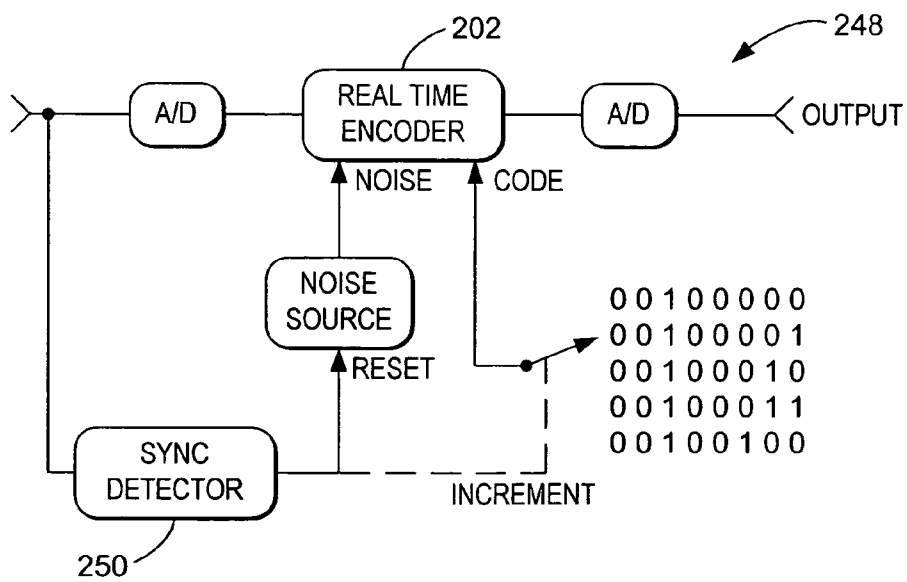 202
248
A/D
REAL TIME
ENCODER
A/D
OUTPUT
NOISE
CODE
NOISE
SOURCE
RESET
0 0 1 0 0 0 0 0
0 0 1 0 0 0 0 1
0 0 1 0 0 0 1 0
0 0 1 0 0 0 1 1
0 0 1 0 0 1 0 0
SYNC
DETECTOR
INCREMENT
250